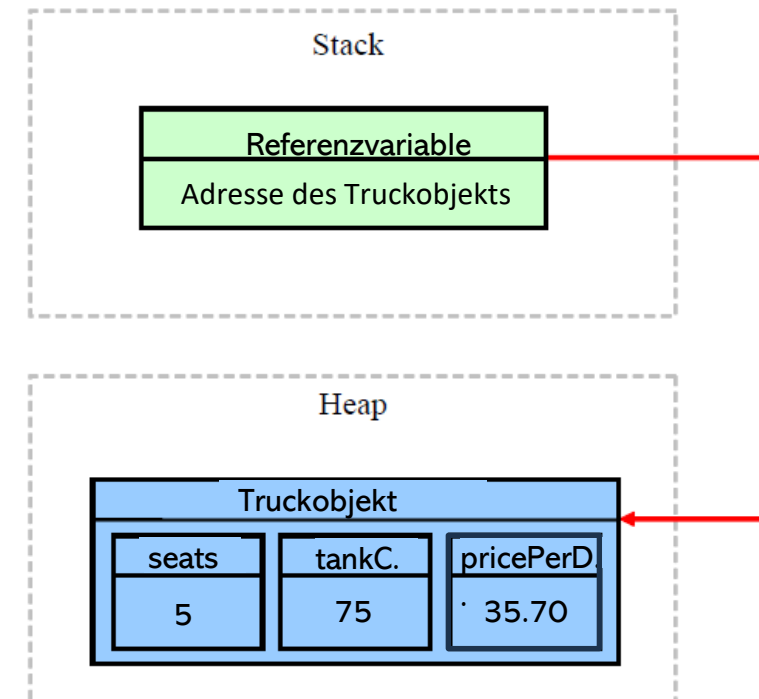 Stack
Referenzvariable
Adresse des Truckobjekts
Heap
Truckobjekt
seats tankC. pricePerD.
5 75 35.70